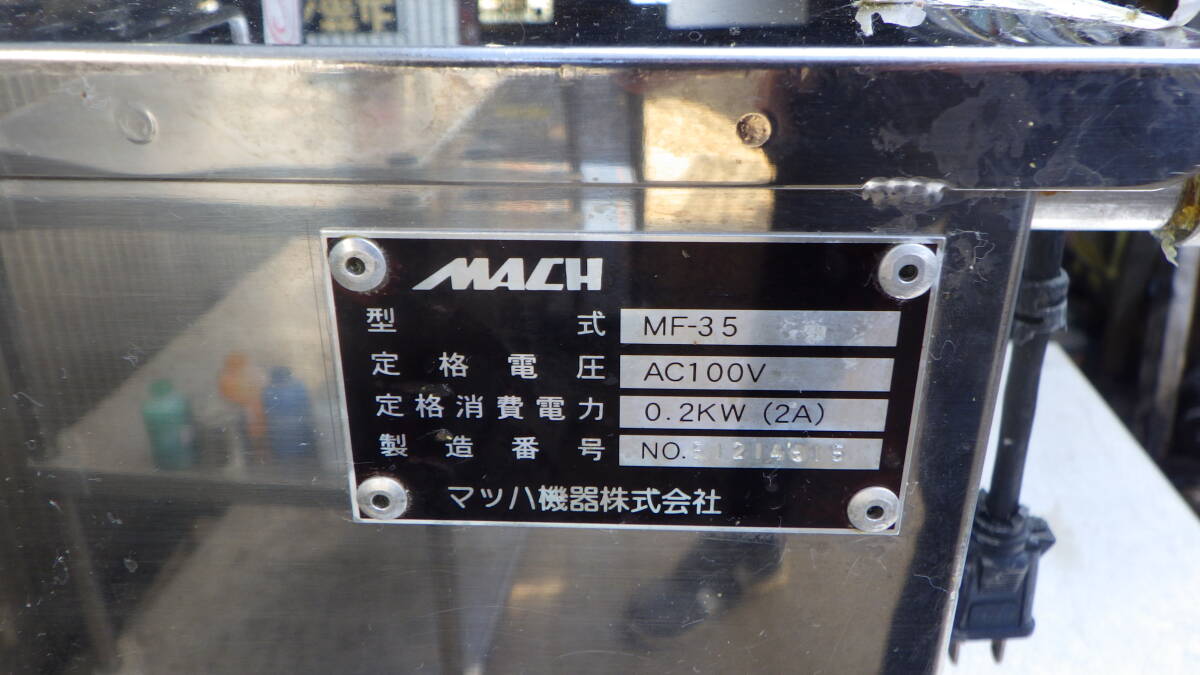 MACH
型式 MF-35
定格電圧 AC100V
定格消費電力 0.2KW (2A)
製造番号 NO.
マッハ機器株式会社